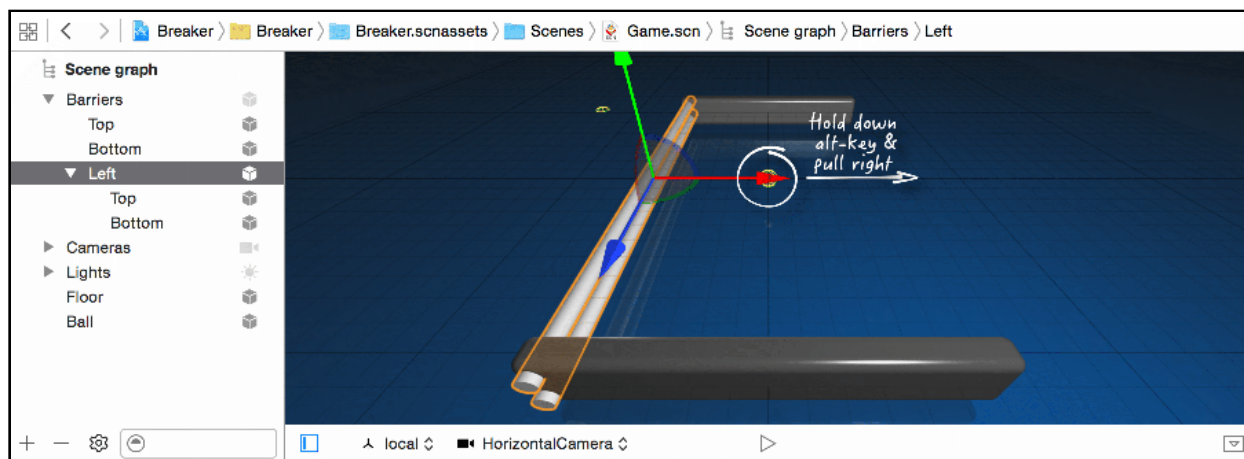 Breaker 〉 Breaker 〉 Breaker.scnassets 〉 Scenes 〉 Game.scn 〉 Scene graph 〉 Barriers 〉 Left
Scene graph
Barriers
Top
Bottom
Left
Top
Bottom
Cameras
Lights
Floor
Ball
Hold down
alt-key &
pull right
local
HorizontalCamera